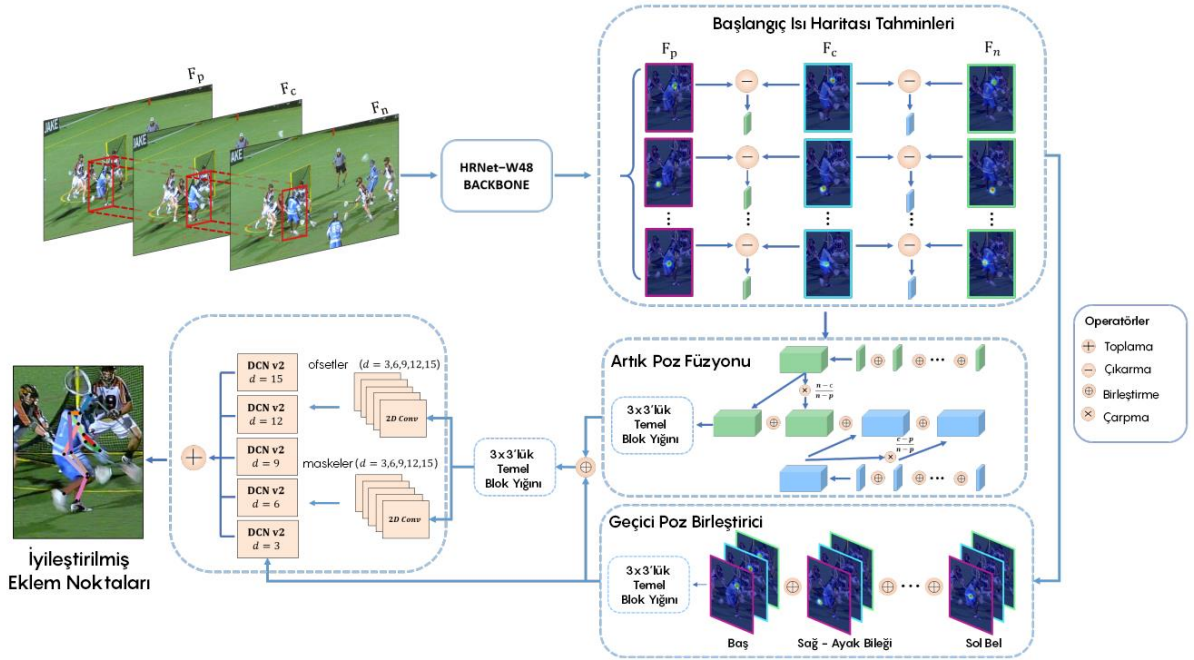 Başlangıç Isı Haritası Tahminleri
F_p
F_c
F_n
F_p
F_c
F_n
JAKE
JAKE
JAKE
HRNet-W48
BACKBONE
Operatörler
Toplama
Çıkarma
Birleştirme
Çarpma
Artık Poz Füzyonu
n − c
n − p
3x3'lük
Temel
Blok Yığını
c − p
n − p
DCN v2
d = 15
DCN v2
d = 12
DCN v2
d = 9
DCN v2
d = 6
DCN v2
d = 3
ofsetler (d = 3,6,9,12,15)
2D Conv
maskeler (d = 3,6,9,12,15)
2D Conv
3x3'lük
Temel
Blok Yığını
İyileştirilmiş
Eklem Noktaları
Geçici Poz Birleştirici
3x3'lük
Temel
Blok Yığını
Baş
Sağ - Ayak Bileği
Sol Bel